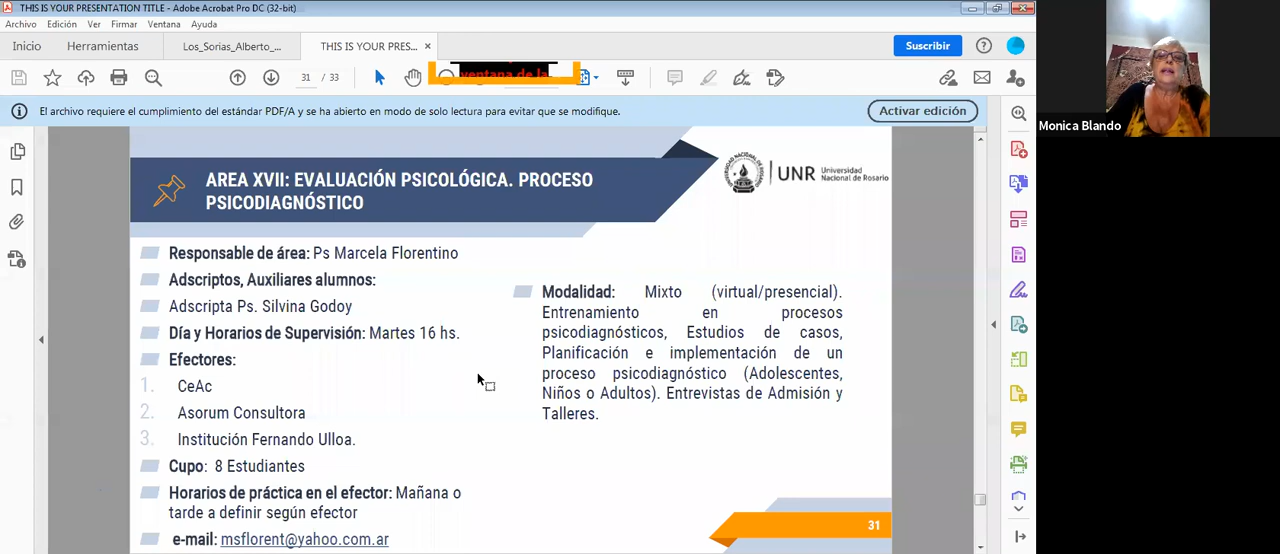 THIS IS YOUR PRESENTATION TITLE - Adobe Acrobat Pro DC (32-bit)
Archivo Edición Ver Firmar Ventana Ayuda
Inicio Herramientas Los_Sorias_Alberto_... THIS IS YOUR PRES... × Suscribir
31 / 33
ventana de la
El archivo requiere el cumplimiento del estándar PDF/A y se ha abierto en modo de solo lectura para evitar que se modifique. Activar edición
Monica Blando
AREA XVII: EVALUACIÓN PSICOLÓGICA. PROCESO
PSICODIAGNÓSTICO
UNR Universidad
Nacional de Rosario
Responsable de área: Ps Marcela Florentino
Adscriptos, Auxiliares alumnos:
Adscripta Ps. Silvina Godoy
Día y Horarios de Supervisión: Martes 16 hs.
Efectores:
1. CeAc
2. Asorum Consultora
3. Institución Fernando Ulloa.
Cupo: 8 Estudiantes
Horarios de práctica en el efector: Mañana o
tarde a definir según efector
e-mail: msflorent@yahoo.com.ar
Modalidad: Mixto (virtual/presencial).
Entrenamiento en procesos
psicodiagnósticos, Estudios de casos,
Planificación e implementación de un
proceso psicodiagnóstico (Adolescentes,
Niños o Adultos). Entrevistas de Admisión y
Talleres.
31